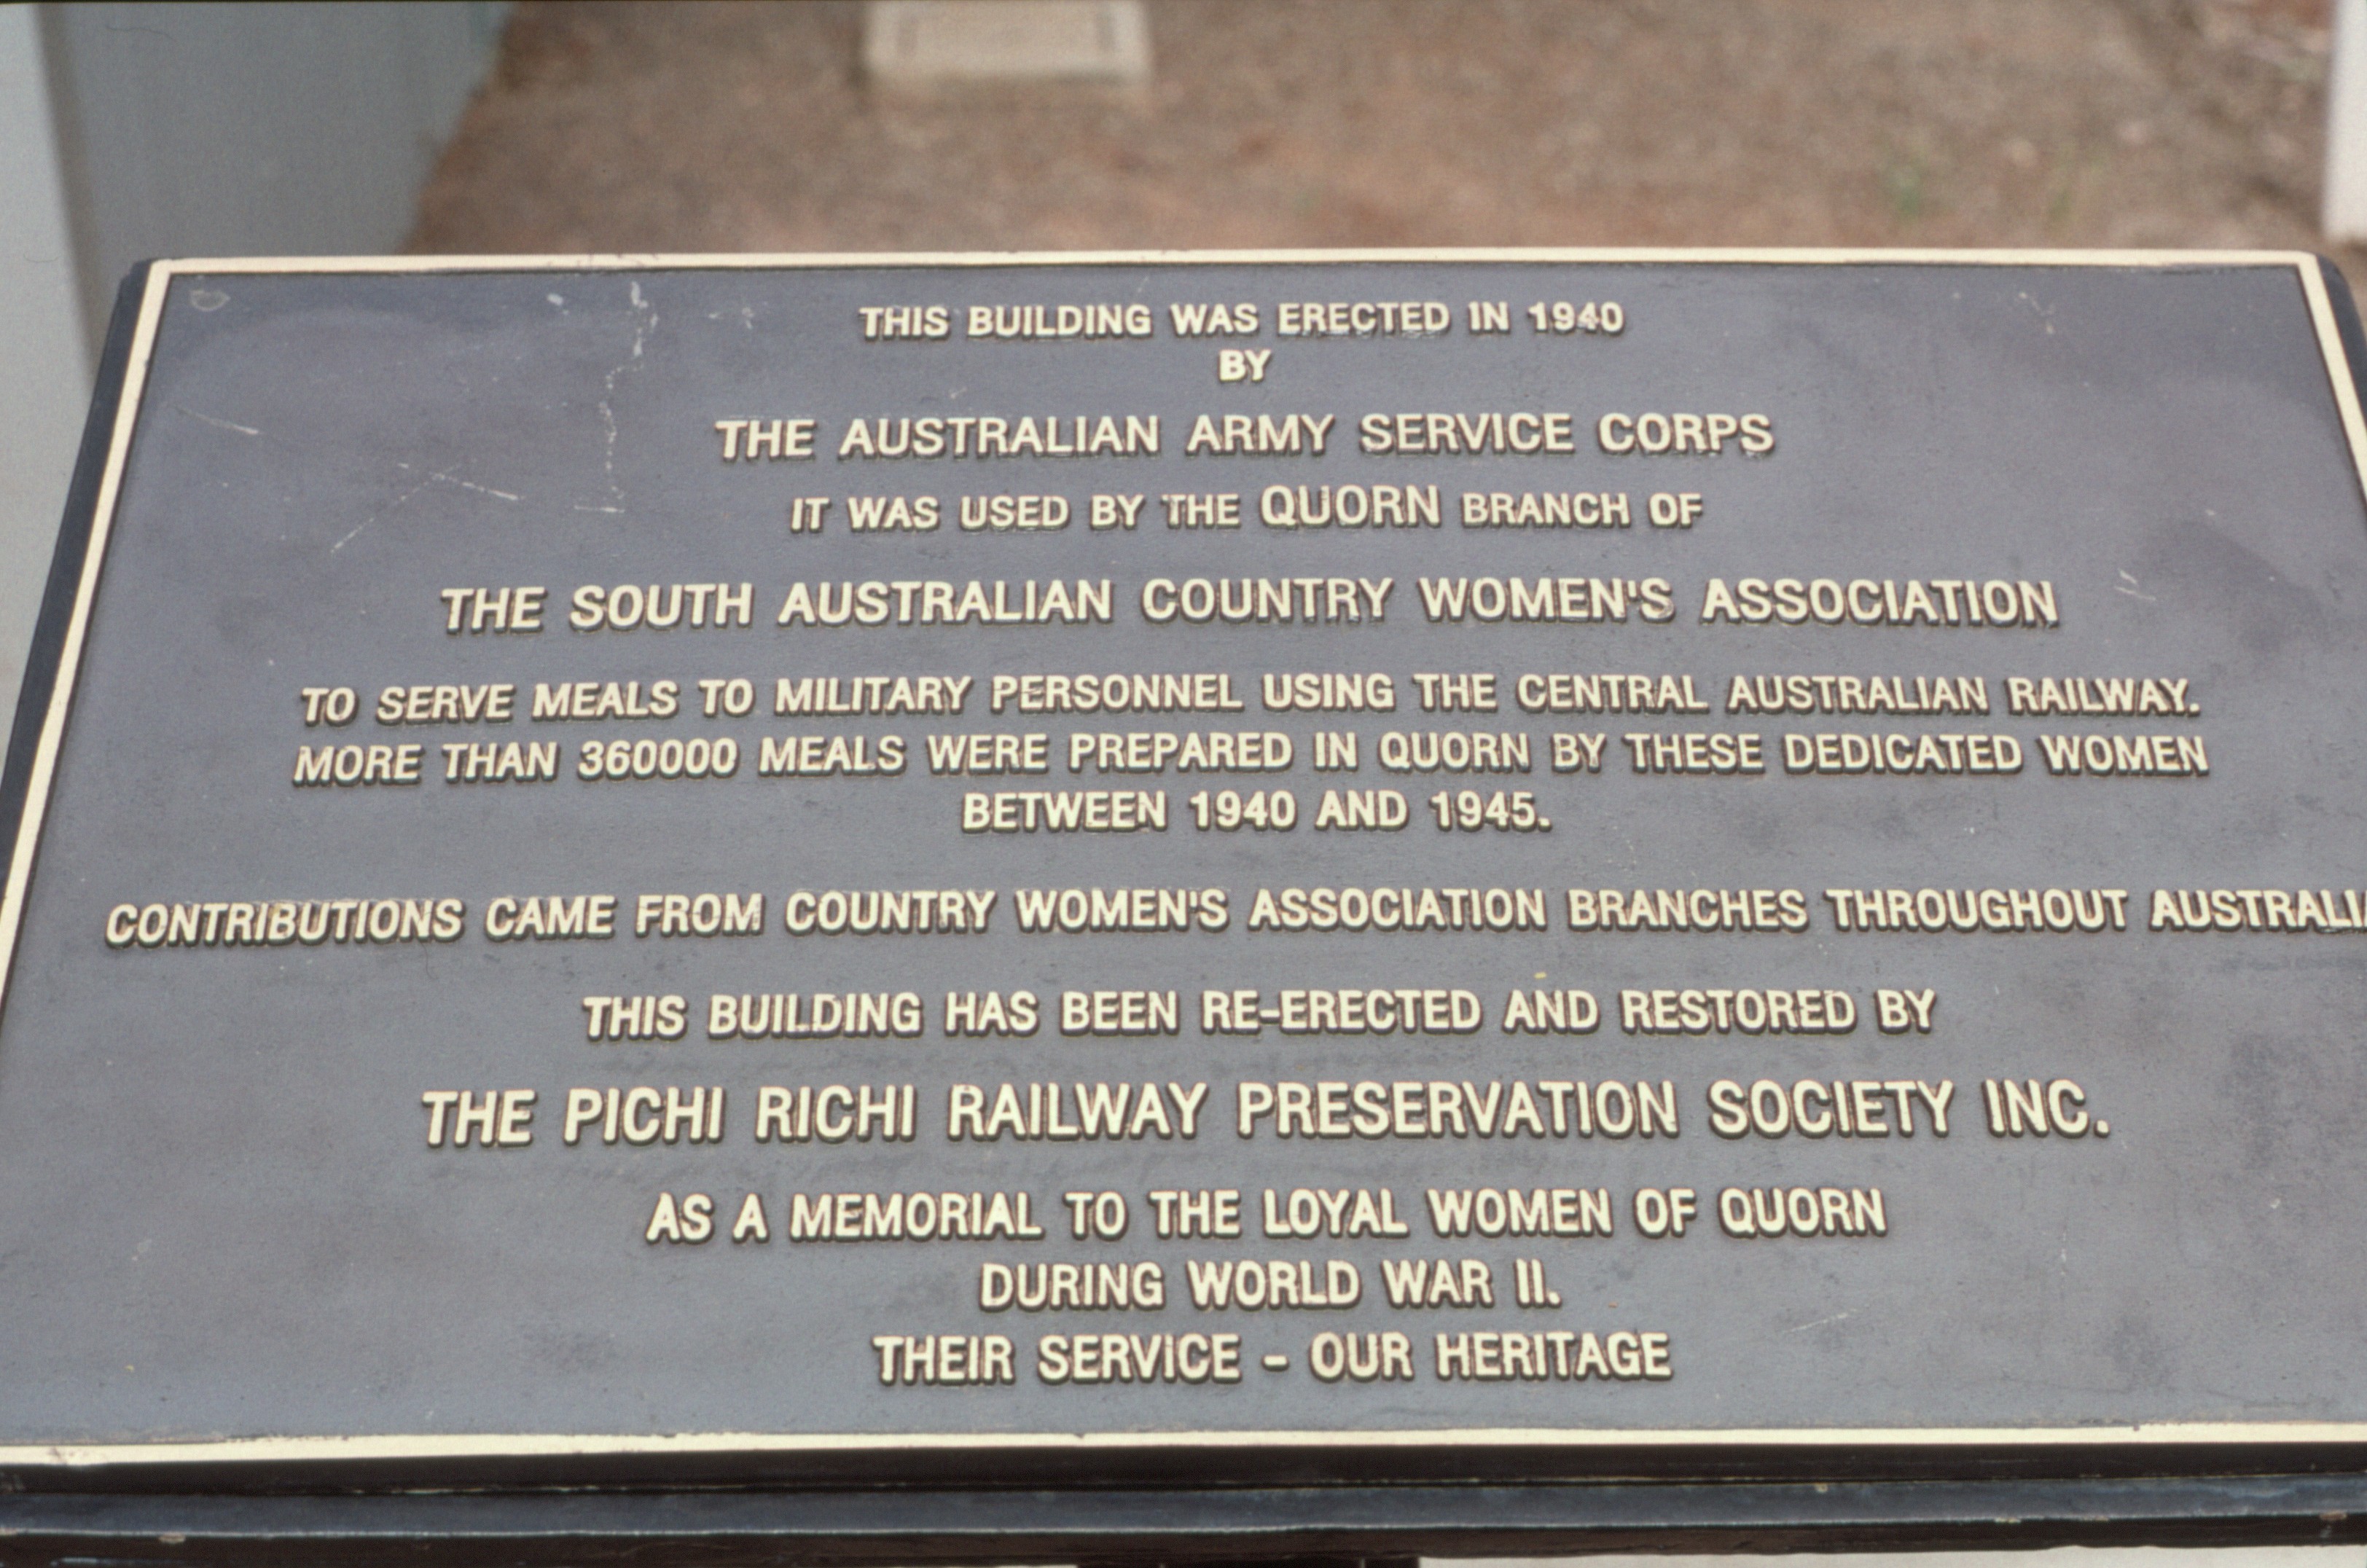 THIS BUILDING WAS ERECTED IN 1940
BY
THE AUSTRALIAN ARMY SERVICE CORPS
IT WAS USED BY THE QUORN BRANCH OF
THE SOUTH AUSTRALIAN COUNTRY WOMEN'S ASSOCIATION
TO SERVE MEALS TO MILITARY PERSONNEL USING THE CENTRAL AUSTRALIAN RAILWAY.
MORE THAN 360000 MEALS WERE PREPARED IN QUORN BY THESE DEDICATED WOMEN
BETWEEN 1940 AND 1945.
CONTRIBUTIONS CAME FROM COUNTRY WOMEN'S ASSOCIATION BRANCHES THROUGHOUT AUSTRALIA
THIS BUILDING HAS BEEN RE-ERECTED AND RESTORED BY
THE PICHI RICHI RAILWAY PRESERVATION SOCIETY INC.
AS A MEMORIAL TO THE LOYAL WOMEN OF QUORN
DURING WORLD WAR II.
THEIR SERVICE - OUR HERITAGE